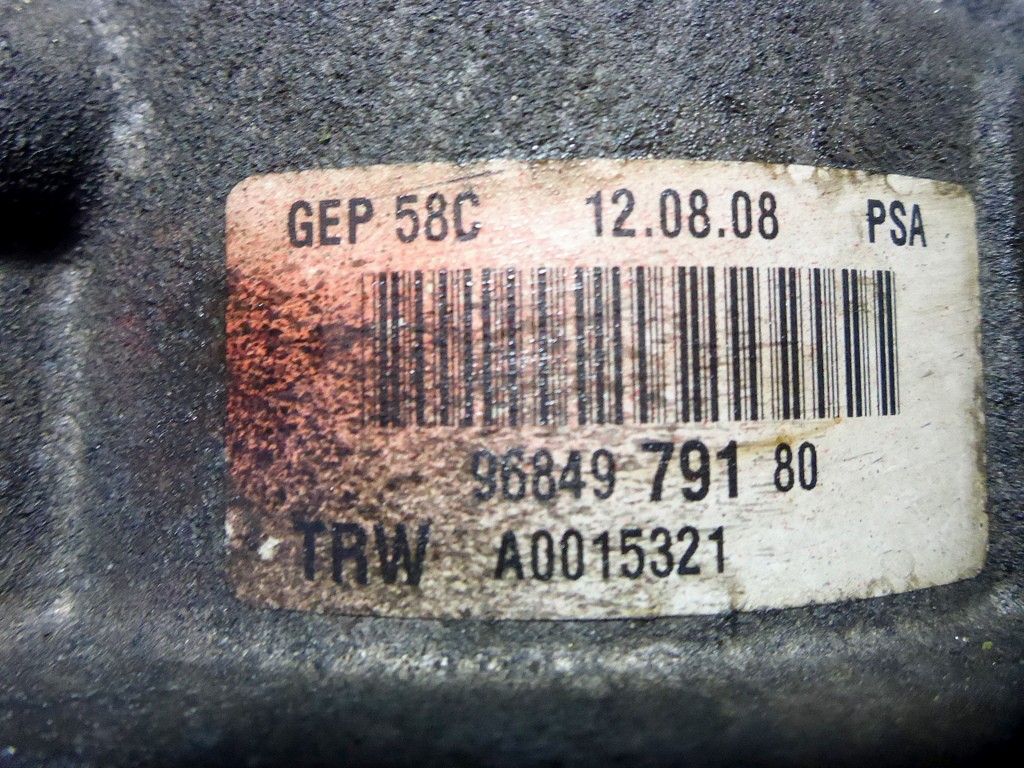 GEP 58C 12.08.08 PSA
96849 791 80
TRW A0015321